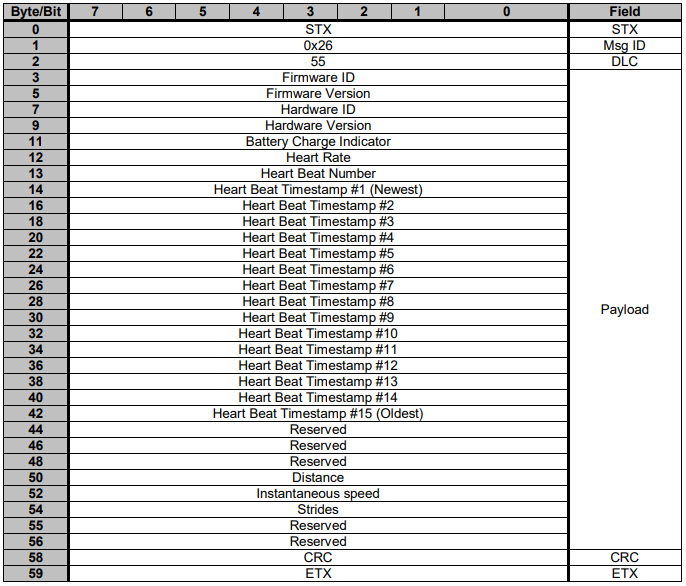 Byte/Bit 7 6 5 4 3 2 1 0 Field
0 STX STX
1 0x26 Msg ID
2 55 DLC
3 Firmware ID
5 Firmware Version
7 Hardware ID
9 Hardware Version
11 Battery Charge Indicator
12 Heart Rate
13 Heart Beat Number
14 Heart Beat Timestamp #1 (Newest)
16 Heart Beat Timestamp #2
18 Heart Beat Timestamp #3
20 Heart Beat Timestamp #4
22 Heart Beat Timestamp #5
24 Heart Beat Timestamp #6
26 Heart Beat Timestamp #7
28 Heart Beat Timestamp #8
30 Heart Beat Timestamp #9
Payload
32 Heart Beat Timestamp #10
34 Heart Beat Timestamp #11
36 Heart Beat Timestamp #12
38 Heart Beat Timestamp #13
40 Heart Beat Timestamp #14
42 Heart Beat Timestamp #15 (Oldest)
44 Reserved
46 Reserved
48 Reserved
50 Distance
52 Instantaneous speed
54 Strides
55 Reserved
56 Reserved
58 CRC CRC
59 ETX ETX